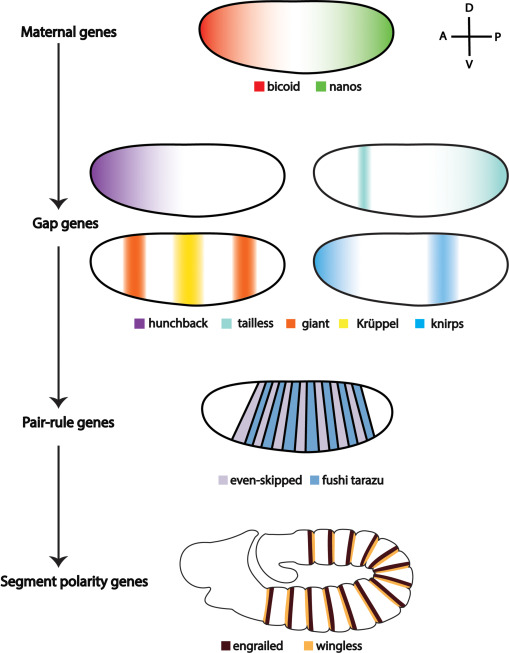 Maternal genes
D
A P
V
bicoid nanos
Gap genes
hunchback tailless giant Krüppel knirps
Pair-rule genes
even-skipped fushi tarazu
Segment polarity genes
engrailed wingless